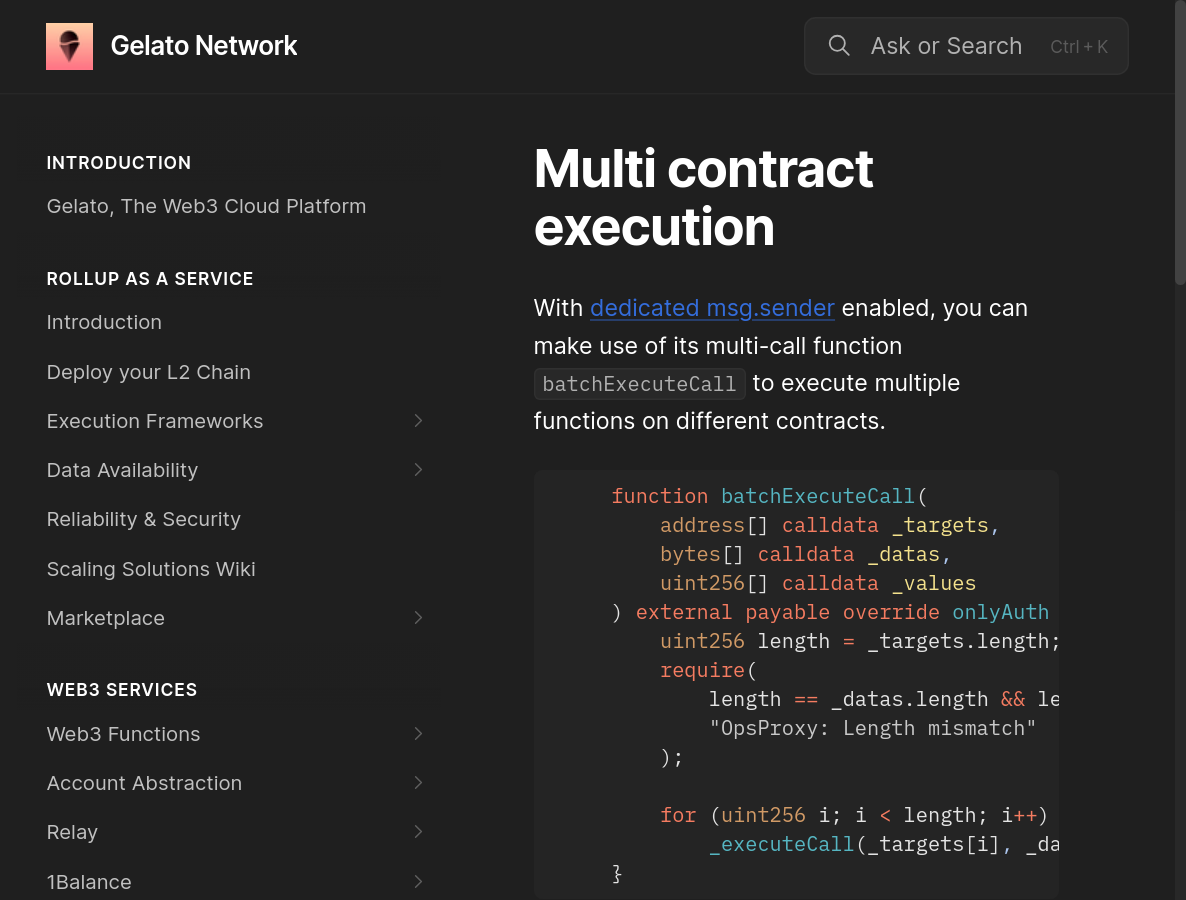 Gelato Network
Ask or Search Ctrl + K
INTRODUCTION
Gelato, The Web3 Cloud Platform
ROLLUP AS A SERVICE
Introduction
Deploy your L2 Chain
Execution Frameworks
Data Availability
Reliability & Security
Scaling Solutions Wiki
Marketplace
WEB3 SERVICES
Web3 Functions
Account Abstraction
Relay
1Balance
Multi contract
execution
With dedicated msg.sender enabled, you can
make use of its multi-call function
batchExecuteCall to execute multiple
functions on different contracts.
function batchExecuteCall(
address[] calldata _targets,
bytes[] calldata _datas,
uint256[] calldata _values
) external payable override onlyAuth
uint256 length = _targets.length;
require(
length == _datas.length && le
"OpsProxy: Length mismatch"
);
for (uint256 i; i < length; i++)
_executeCall(_targets[i], _da
}